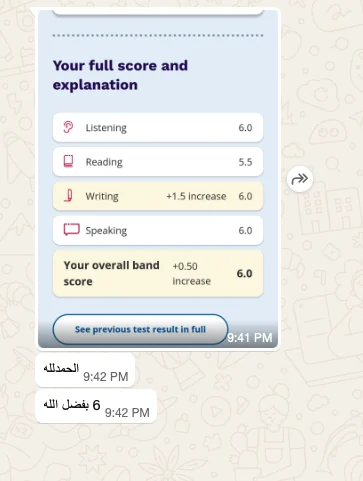 Your full score and
explanation
Listening 6.0
Reading 5.5
Writing +1.5 increase 6.0
Speaking 6.0
Your overall band +0.50 6.0
score increase
See previous test result in full
9:41 PM
الحمدلله 9:42 PM
6 بفضل الله 9:42 PM